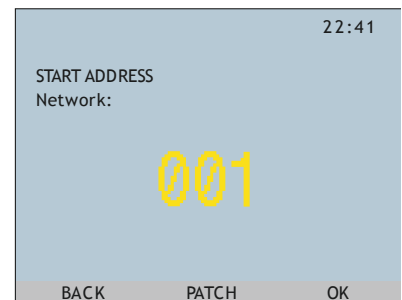 22:41
START ADDRESS
Network:
001
BACK PATCH OK